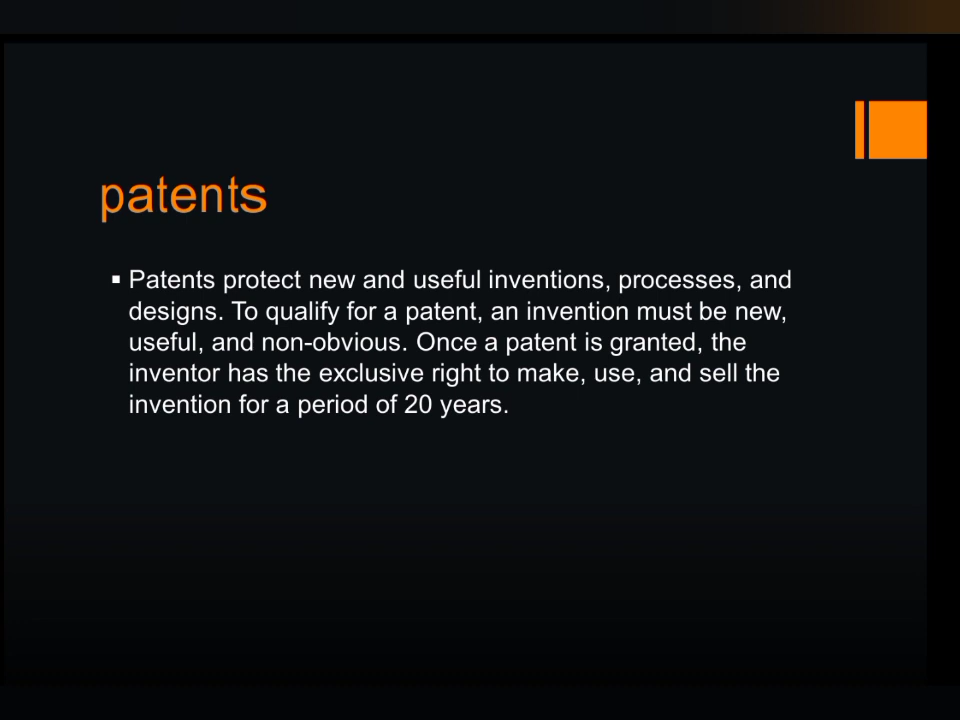 patents
▪ Patents protect new and useful inventions, processes, and
designs. To qualify for a patent, an invention must be new,
useful, and non-obvious. Once a patent is granted, the
inventor has the exclusive right to make, use, and sell the
invention for a period of 20 years.